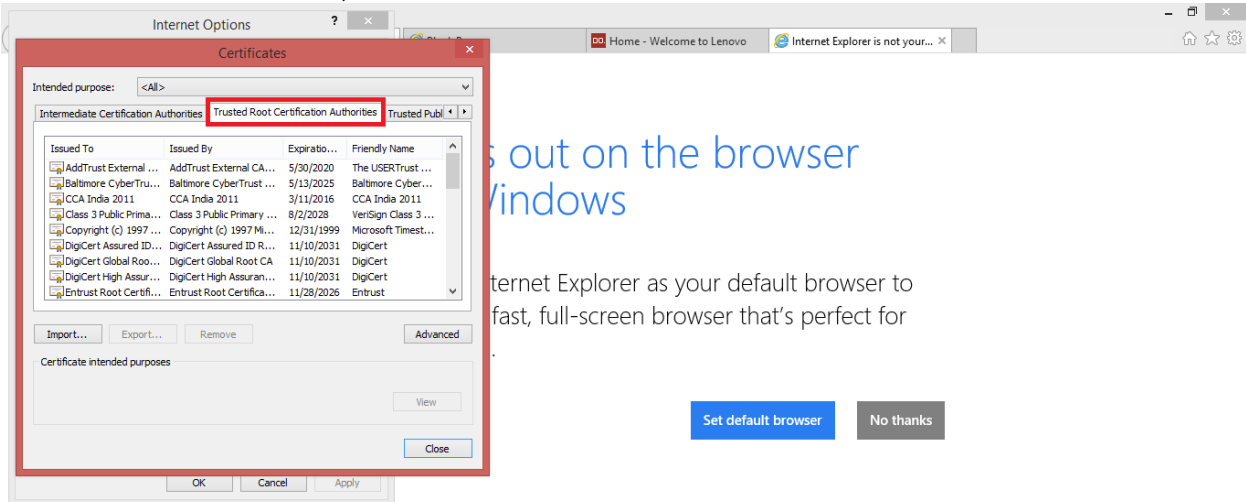 Internet Options
?
Certificates
Home - Welcome to Lenovo
Internet Explorer is not your...
Intended purpose:
<All>
Intermediate Certification Authorities
Trusted Root Certification Authorities
Trusted Publ
Issued To Issued By Expiratio... Friendly Name
AddTrust External ... AddTrust External CA... 5/30/2020 The USERTrust ...
Baltimore CyberTru... Baltimore CyberTrust ... 5/13/2025 Baltimore Cyber...
CCA India 2011 CCA India 2011 3/11/2016 CCA India 2011
Class 3 Public Prima... Class 3 Public Primary ... 8/2/2028 VeriSign Class 3 ...
Copyright (c) 1997 ... Copyright (c) 1997 Mi... 12/31/1999 Microsoft Timest...
DigiCert Assured ID... DigiCert Assured ID R... 11/10/2031 DigiCert
DigiCert Global Roo... DigiCert Global Root CA 11/10/2031 DigiCert
DigiCert High Assur... DigiCert High Assuran... 11/10/2031 DigiCert
Entrust Root Certifi... Entrust Root Certifica... 11/28/2026 Entrust
Import...
Export...
Remove
Advanced
Certificate intended purposes
View
Close
OK
Cancel
Apply
s out on the browser
indows
ternet Explorer as your default browser to
fast, full-screen browser that's perfect for
.
Set default browser
No thanks